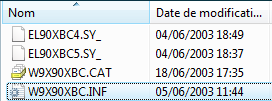 Nom Date de modificati...
EL90XBC4.SY_ 04/06/2003 18:49
EL90XBC5.SY_ 04/06/2003 18:37
W9X90XBC.CAT 18/06/2003 17:35
W9X90XBC.INF 05/06/2003 11:44